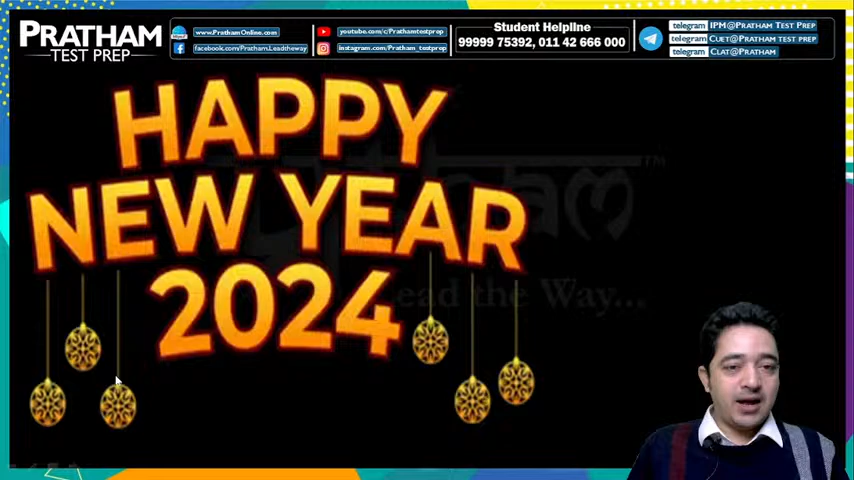 PRATHAM
TEST PREP
www.PrathamOnline.com
facebook.com/Pratham.Leadtheway
youtube.com/c/Prathamtestprep
instagram.com/Pratham_testprep
Student Helpline
99999 75392, 011 42 666 000
telegram IPM@Pratham Test Prep
telegram Cuet@Pratham test prep
telegram Clat@Pratham
HAPPY
NEW YEAR
2024
TM
Lead the Way...